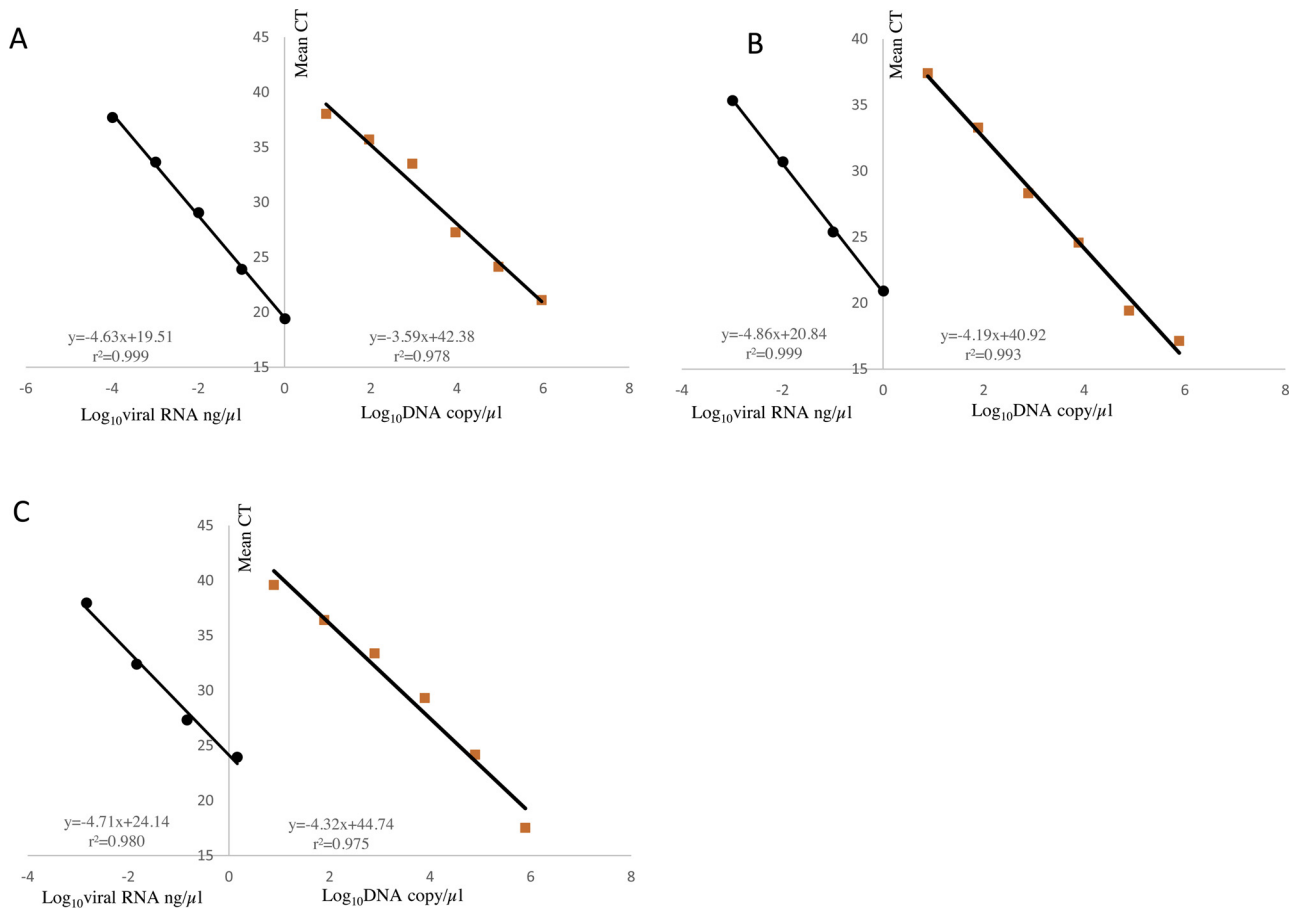 A
Mean CT
45
40
35
30
25
20
15
y=-4.63x+19.51
r²=0.999
y=-3.59x+42.38
r²=0.978
-6 -4 -2 0 2 4 6 8
Log₁₀viral RNA ng/µl
Log₁₀DNA copy/µl
B
Mean CT
40
35
30
25
20
15
y=-4.86x+20.84
r²=0.999
y=-4.19x+40.92
r²=0.993
-4 -2 0 2 4 6 8
Log₁₀viral RNA ng/µl
Log₁₀DNA copy/µl
C
Mean CT
45
40
35
30
25
20
15
y=-4.71x+24.14
r²=0.980
y=-4.32x+44.74
r²=0.975
-4 -2 0 2 4 6 8
Log₁₀viral RNA ng/µl
Log₁₀DNA copy/µl